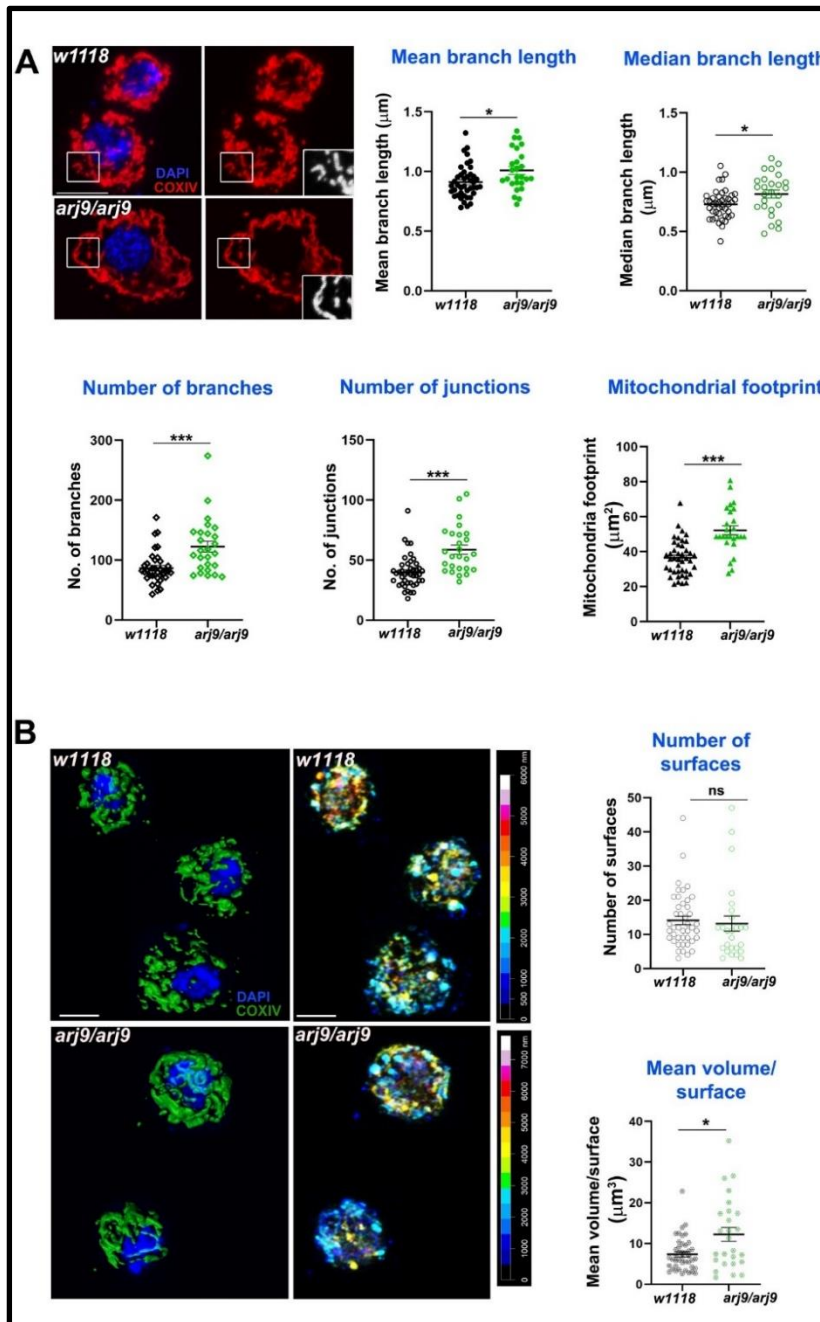 A
w1118
DAPI
COXIV
arj9/arj9
Mean branch length
Mean branch length (μm)
1.5
1.0
0.5
0.0
*
w1118
arj9/arj9
Median branch length
Median branch length
(μm)
1.5
1.0
0.5
0.0
*
w1118
arj9/arj9
Number of branches
No. of branches
300
200
100
0
***
w1118
arj9/arj9
Number of junctions
No. of junctions
150
100
50
0
***
w1118
arj9/arj9
Mitochondrial footprint
Mitochondria footprint
(μm²)
100
80
60
40
20
0
***
w1118
arj9/arj9
B
w1118
DAPI
COXIV
6000 nm
5000
4000
3000
2000
1000
500
0
arj9/arj9
arj9/arj9
7000 nm
6000
5000
4000
3000
2000
1000
0
Number of
surfaces
Number of surfaces
50
40
30
20
10
0
ns
w1118
arj9/arj9
Mean volume/
surface
Mean volume/surface
(μm³)
40
30
20
10
0
*
w1118
arj9/arj9